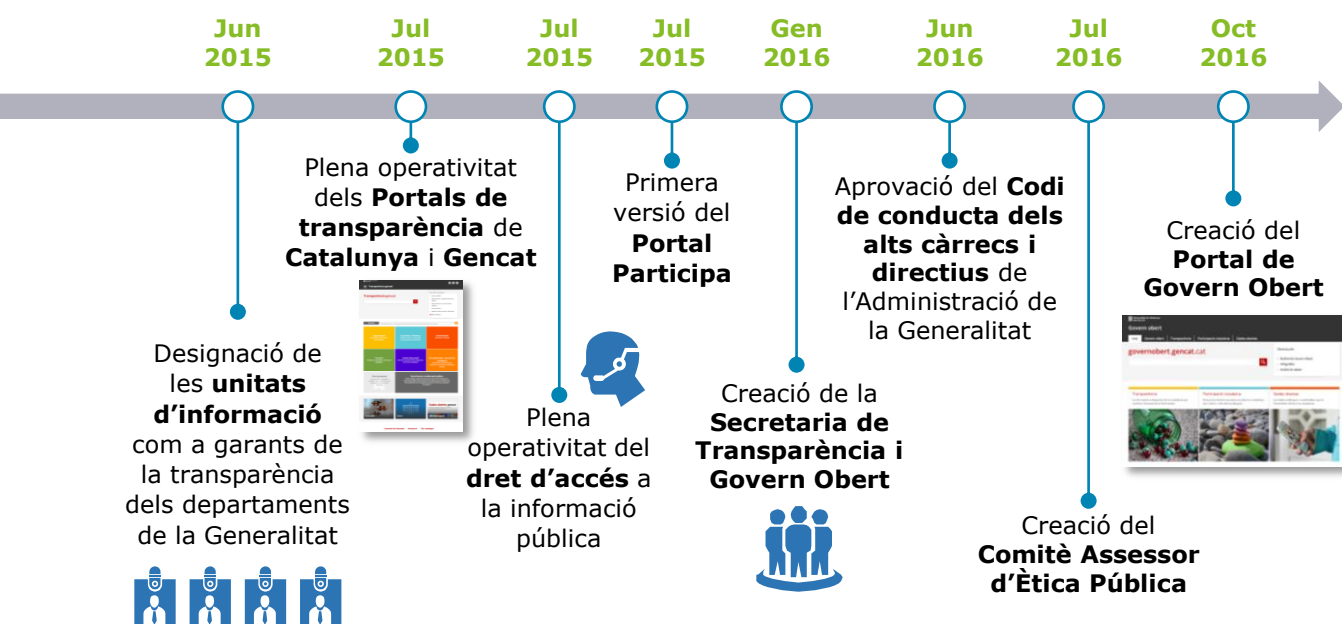 Jun
2015
Jul
2015
Jul
2015
Jul
2015
Gen
2016
Jun
2016
Jul
2016
Oct
2016
Designació de
les unitats
d’informació
com a garants de
la transparència
dels departaments
de la Generalitat
Plena operativitat
dels Portals de
transparència de
Catalunya i Gencat
Plena
operativitat del
dret d’accés a
la informació
pública
Primera
versió del
Portal
Participa
Creació de la
Secretaria de
Transparència i
Govern Obert
Aprovació del Codi
de conducta dels
alts càrrecs i
directius de
l’Administració de
la Generalitat
Creació del
Comitè Assessor
d’Ètica Pública
Creació del
Portal de
Govern Obert
Govern obert
governobert.gencat.cat